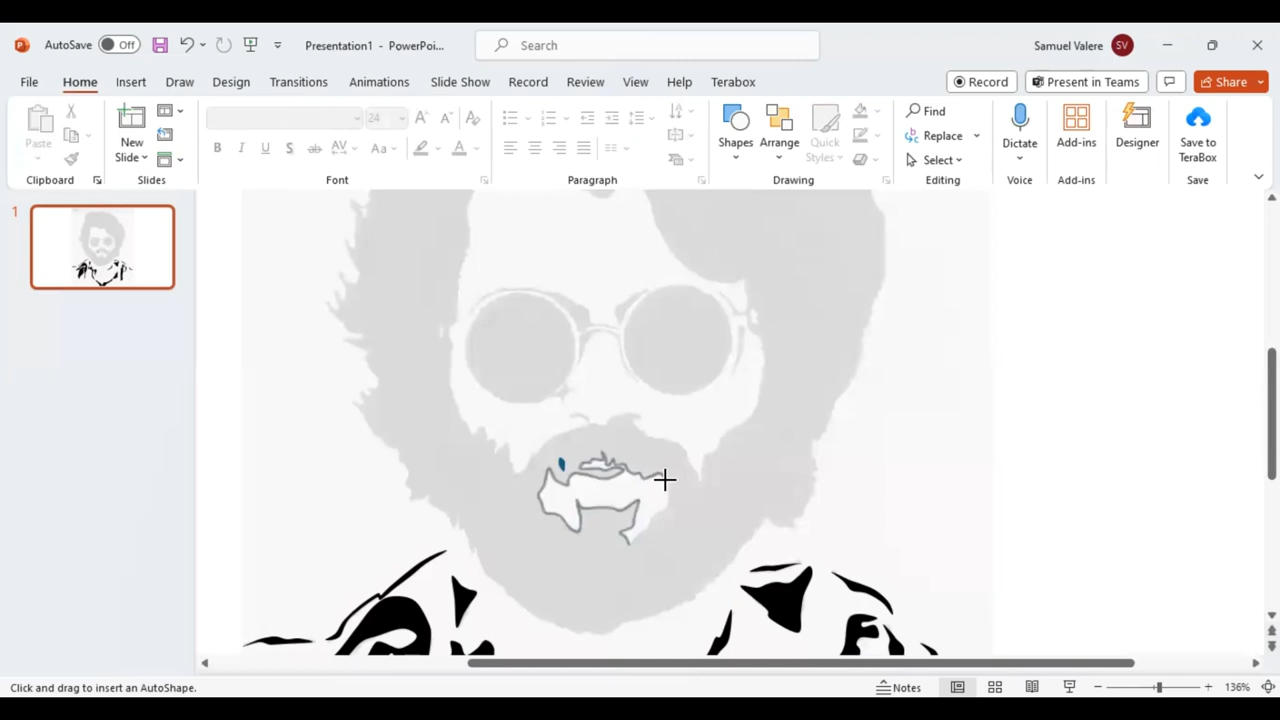 AutoSave Off Presentation1 - PowerPoi... Search Samuel Valere SV
File Home Insert Draw Design Transitions Animations Slide Show Record Review View Help Terabox Record Present in Teams Share
Paste New Slide 24 B I U S ab AV Aa A A A Shapes Arrange Quick Styles Find Replace Select Dictate Add-ins Designer Save to TeraBox
Clipboard Slides Font Paragraph Drawing Editing Voice Add-ins Save
1
Click and drag to insert an AutoShape. Notes 136%